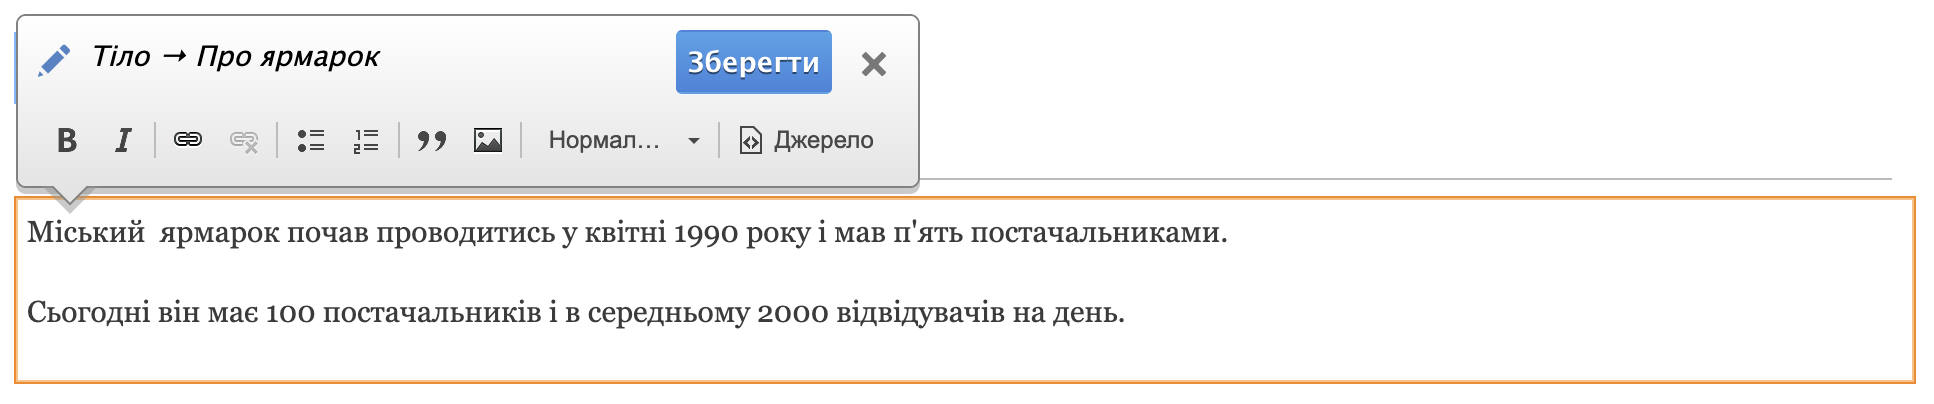 Тіло → Про ярмарок
Зберегти
B I Нормал... Джерело
Міський  ярмарок почав проводитись у квітні 1990 року і мав п'ять постачальниками.
Сьогодні він має 100 постачальників і в середньому 2000 відвідувачів на день.